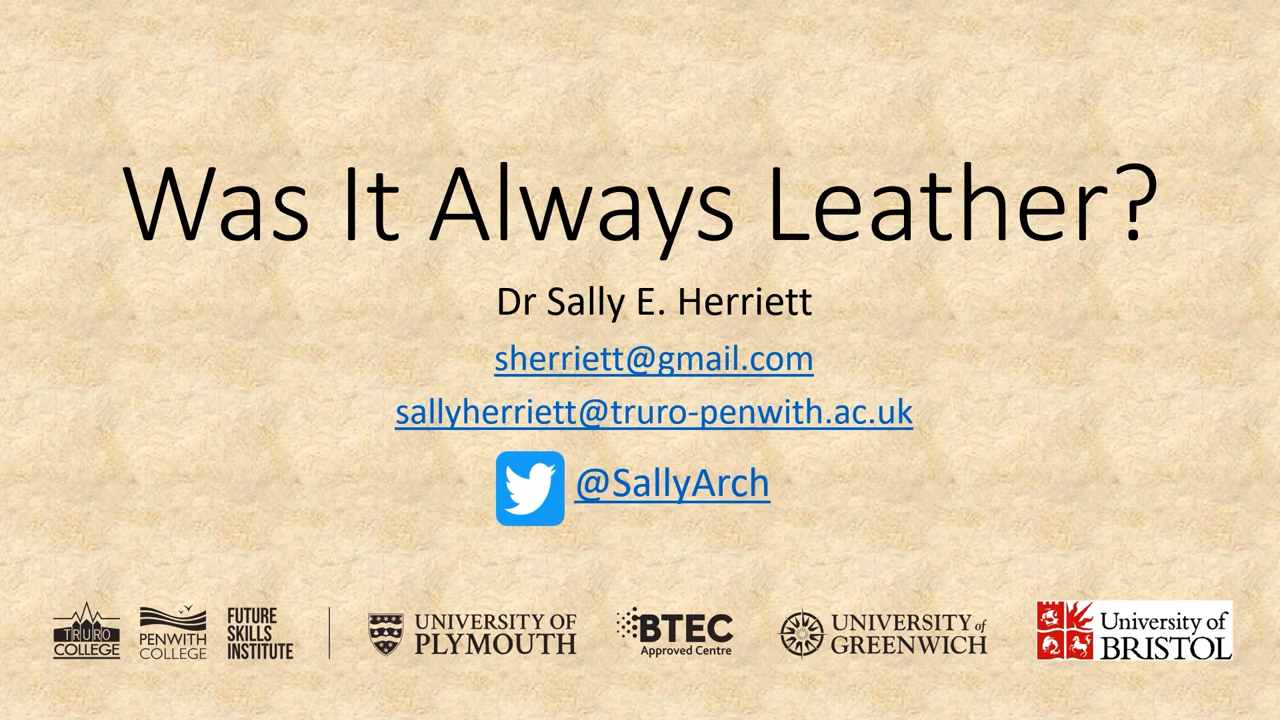 Was It Always Leather?
Dr Sally E. Herriett
sherriett@gmail.com
sallyherriett@truro-penwith.ac.uk
@SallyArch
TRURO
COLLEGE
PENWITH
COLLEGE
FUTURE
SKILLS
INSTITUTE
UNIVERSITY OF
PLYMOUTH
BTEC
Approved Centre
UNIVERSITY of
GREENWICH
University of
BRISTOL